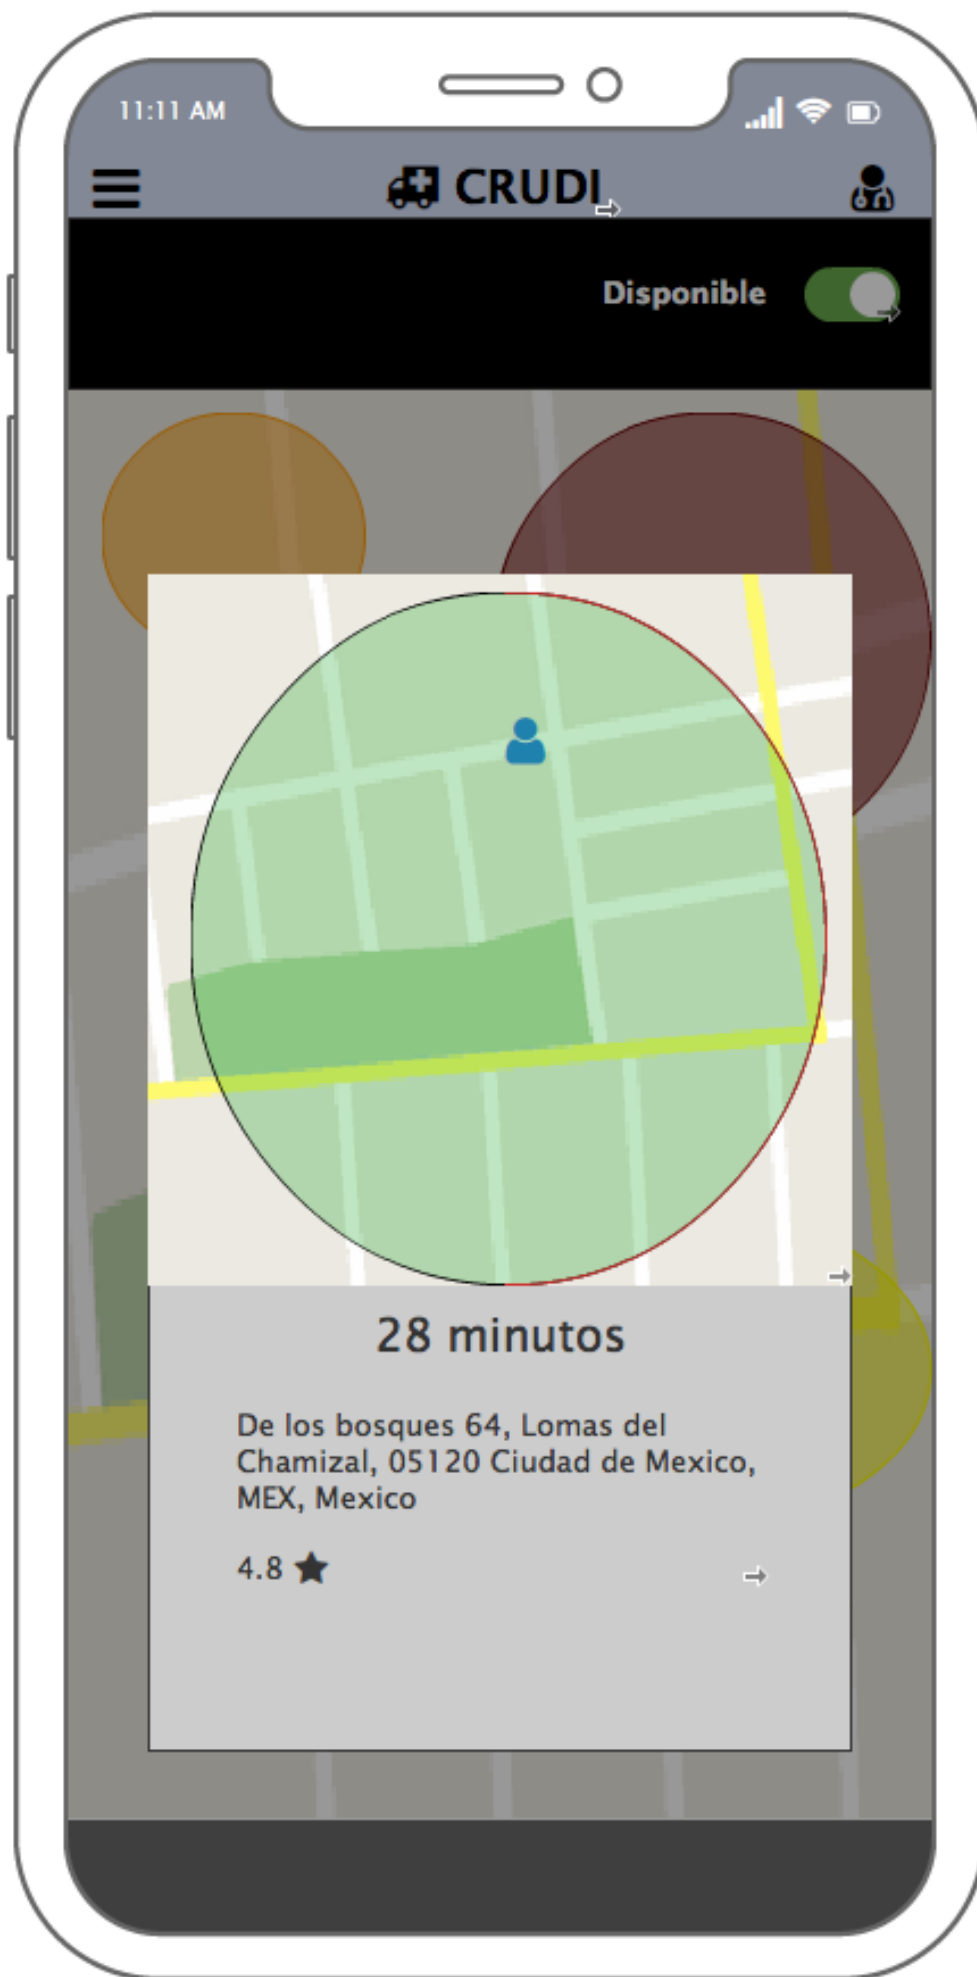 11:11 AM
CRUDI
Disponible
28 minutos
De los bosques 64, Lomas del
Chamizal, 05120 Ciudad de Mexico,
MEX, Mexico
4.8